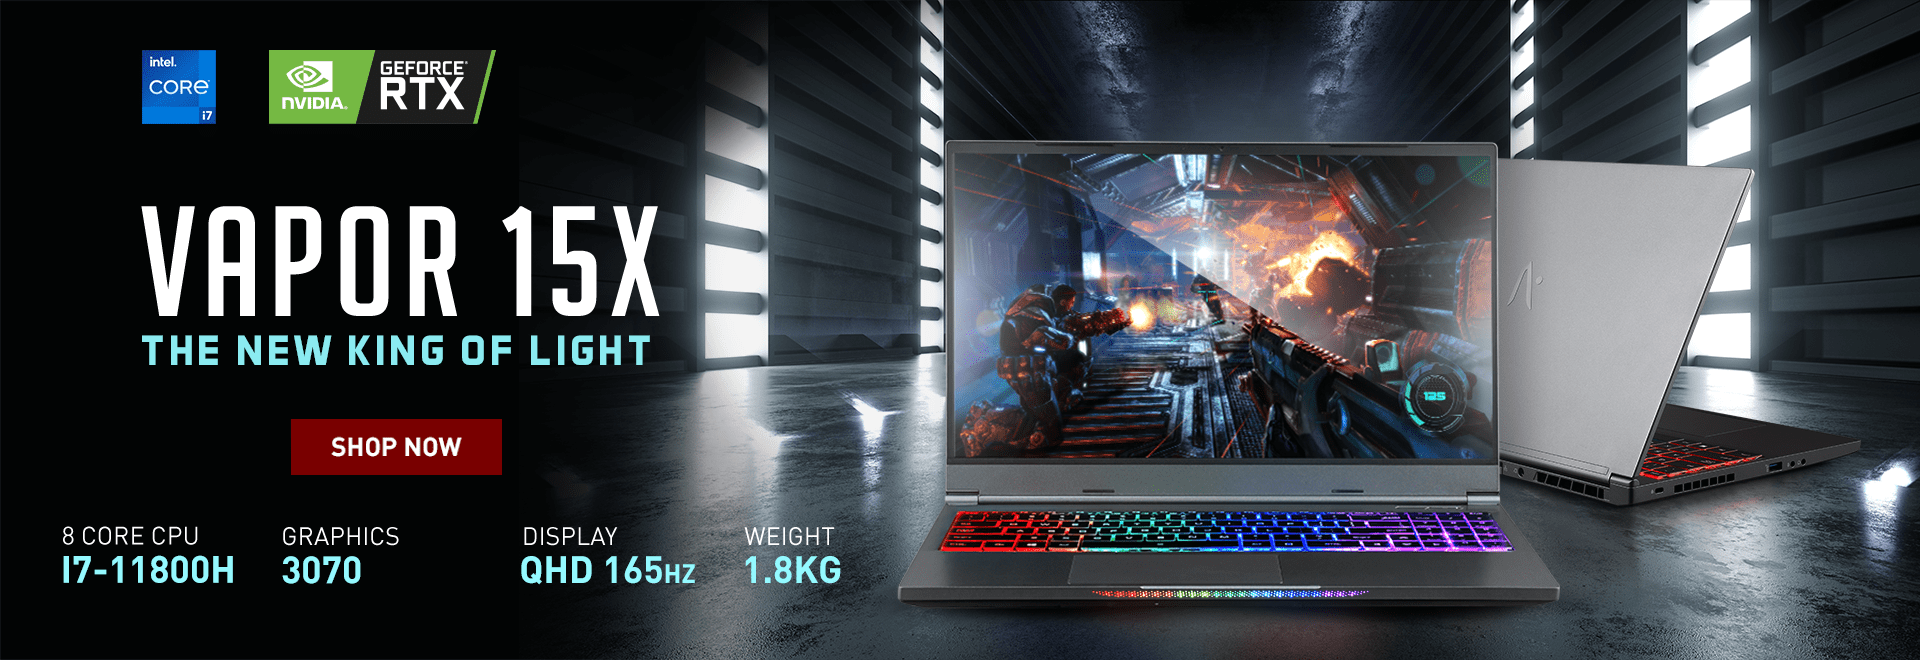 intel.
CORE
i7
NVIDIA.
GEFORCE
RTX
VAPOR 15X
THE NEW KING OF LIGHT
SHOP NOW
8 CORE CPU
I7-11800H
GRAPHICS
3070
DISPLAY
QHD 165HZ
WEIGHT
1.8KG
125